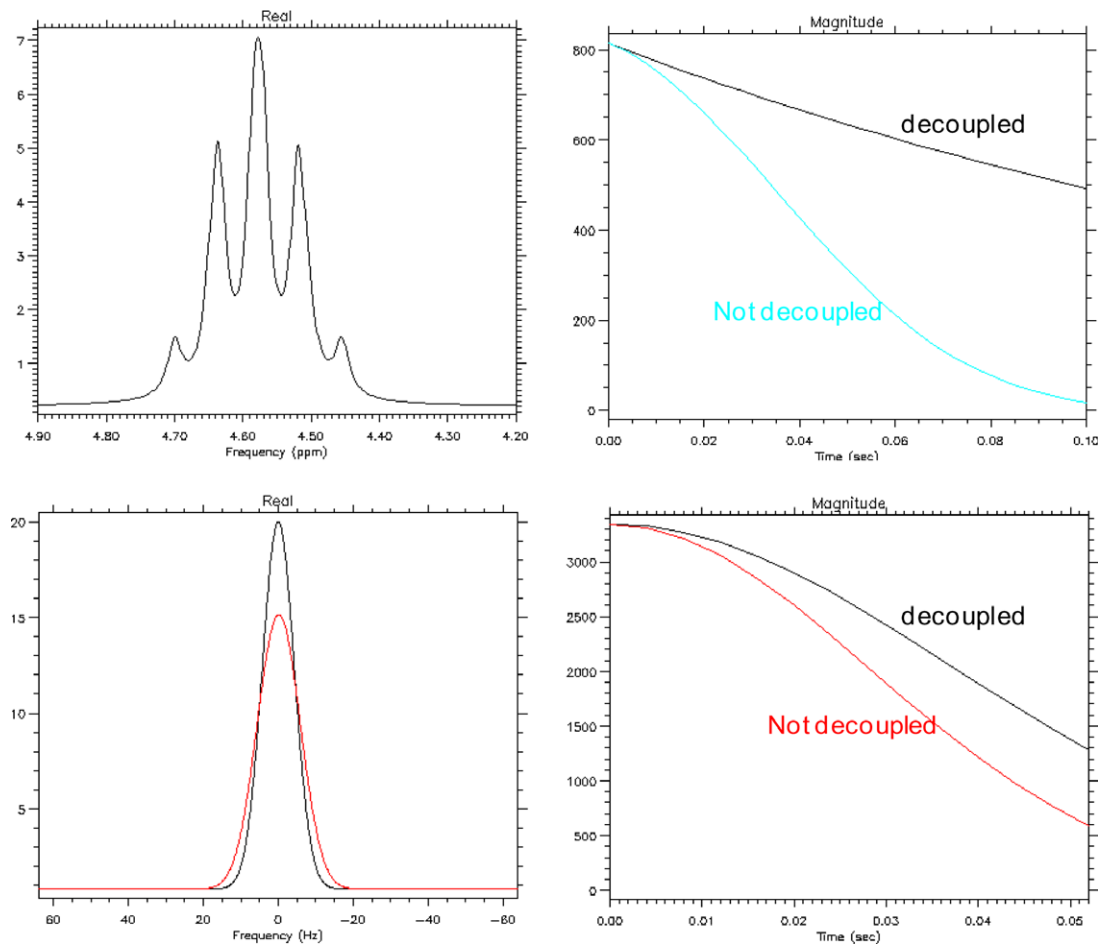 Real
7
6
5
4
3
2
1
4.90 4.80 4.70 4.60 4.50 4.40 4.30 4.20
Frequency (ppm)
Magnitude
800
600
400
200
0
decoupled
Not decoupled
0.00 0.02 0.04 0.06 0.08 0.10
Time (sec)
Real
20
15
10
5
60 40 20 0 -20 -40 -60
Frequency (Hz)
Magnitude
3000
2500
2000
1500
1000
500
0
decoupled
Not decoupled
0.00 0.01 0.02 0.03 0.04 0.05
Time (sec)